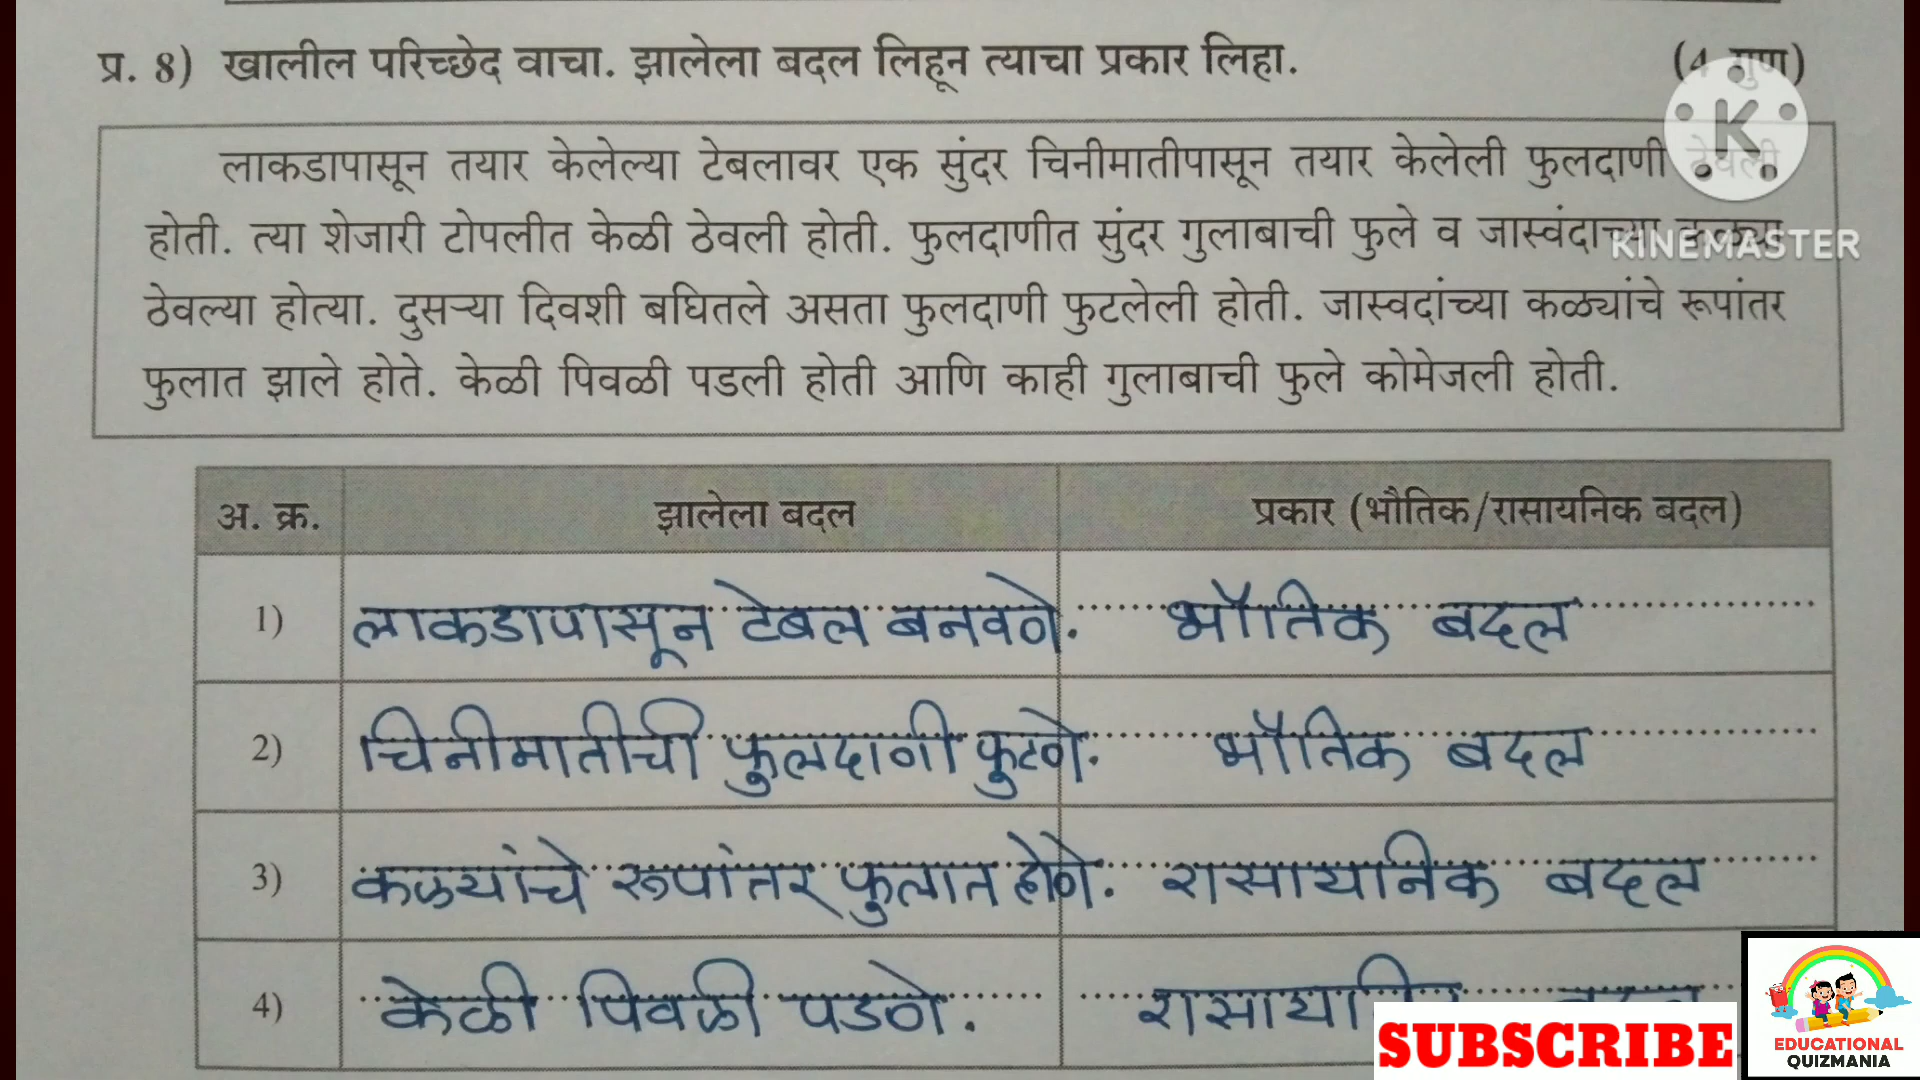 प्र. 8) खालील परिच्छेद वाचा. झालेला बदल लिहून त्याचा प्रकार लिहा. (4 गुण)
K
लाकडापासून तयार केलेल्या टेबलावर एक सुंदर चिनीमातीपासून तयार केलेली फुलदाणी ठेवली
होती. त्या शेजारी टोपलीत केळी ठेवली होती. फुलदाणीत सुंदर गुलाबाची फुले व जास्वंदाच्या
KINEMASTER
ठेवल्या होत्या. दुसऱ्या दिवशी बघितले असता फुलदाणी फुटलेली होती. जास्वदांच्या कळ्यांचे रूपांतर
फुलात झाले होते. केळी पिवळी पडली होती आणि काही गुलाबाची फुले कोमेजली होती.
अ. क्र. झालेला बदल प्रकार (भौतिक/रासायनिक बदल)
1) लाकडापासून टेबल बनवणे. भौतिक बदल
2) चिनीमातीची फुलदाणी फुटणे. भौतिक बदल
3) कळ्यांचे रूपांतर फुलात होणे. रासायनिक बदल
4) केळी पिवळी पडणे.
SUBSCRIBE
EDUCATIONAL
QUIZMANIA